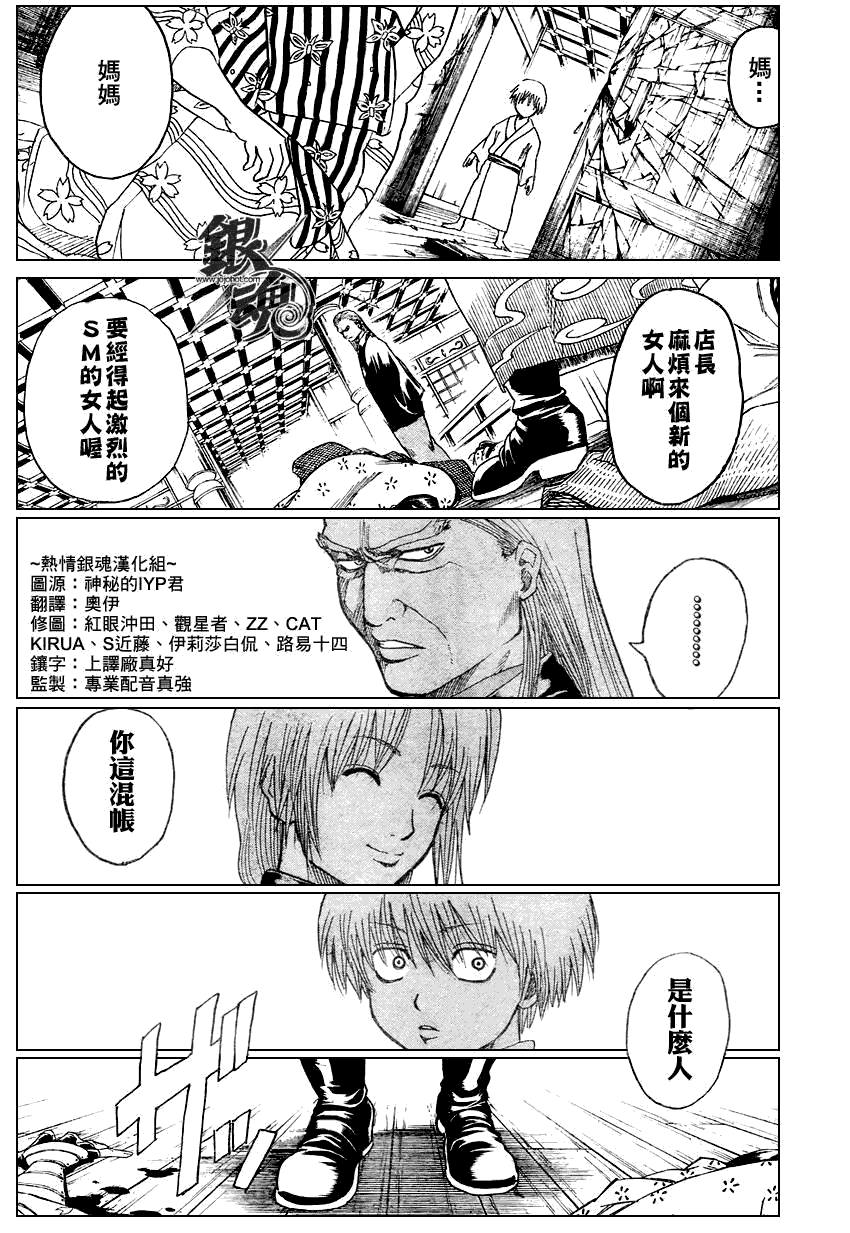 媽…
媽媽
銀魂
www.jojohot.com
店長
麻煩來個新的
女人啊
要經得起激烈的
SM的女人喔
…………
~熱情銀魂漢化組~
圖源：神秘的IYP君
翻譯：奧伊
修圖：紅眼沖田、觀星者、ZZ、CAT
KIRUA、S近藤、伊莉莎白侃、路易十四
鑲字：上譯廠真好
監製：專業配音真強
你這混帳
是什麼人
ザッ